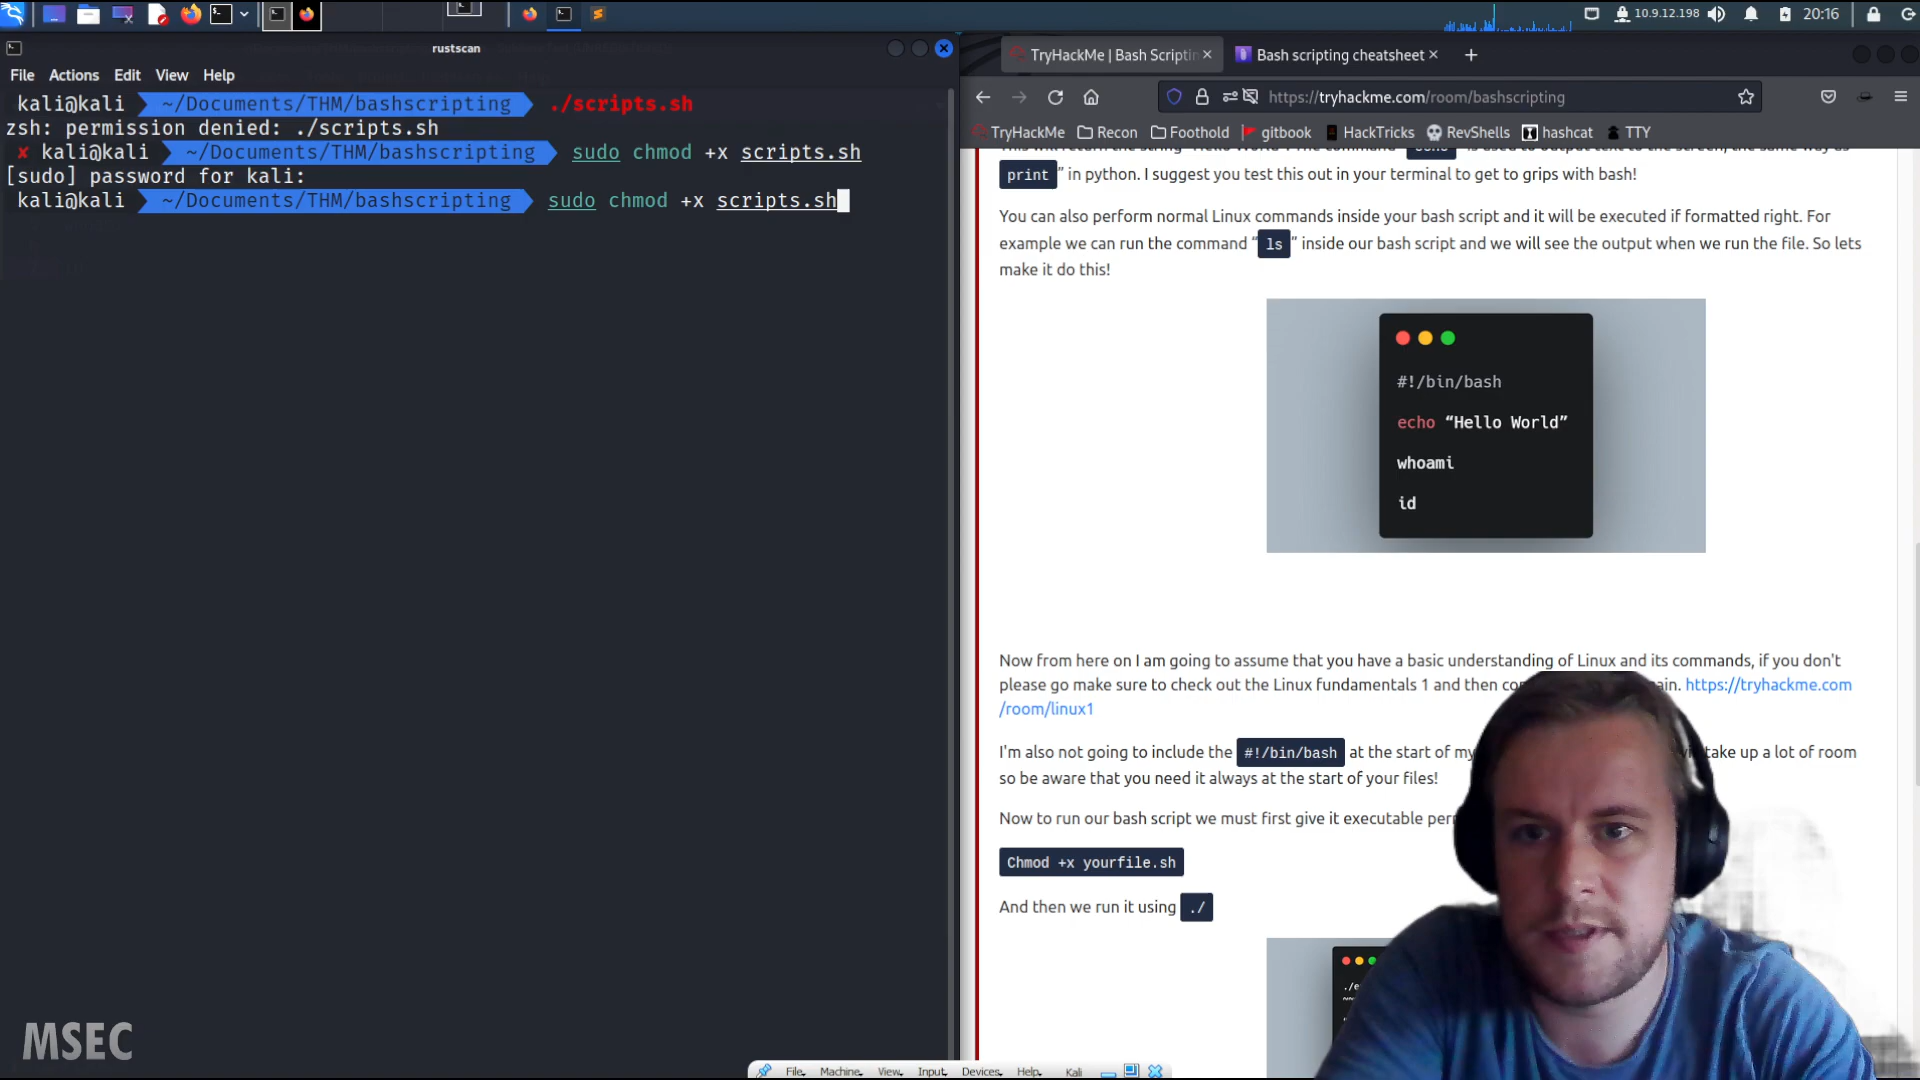 10.9.12.198
20:16
rustscan
File Actions Edit View Help
kali@kali ~/Documents/THM/bashscripting ./scripts.sh
zsh: permission denied: ./scripts.sh
✘ kali@kali ~/Documents/THM/bashscripting sudo chmod +x scripts.sh
[sudo] password for kali:
kali@kali ~/Documents/THM/bashscripting sudo chmod +x scripts.sh
MSEC
TryHackMe | Bash Scriptin
Bash scripting cheatsheet
https://tryhackme.com/room/bashscripting
TryHackMe Recon Foothold gitbook HackTricks RevShells hashcat TTY
print ” in python. I suggest you test this out in your terminal to get to grips with bash!
You can also perform normal Linux commands inside your bash script and it will be executed if formatted right. For
example we can run the command “ ls ” inside our bash script and we will see the output when we run the file. So lets
make it do this!
#!/bin/bash
echo “Hello World”
whoami
id
Now from here on I am going to assume that you have a basic understanding of Linux and its commands, if you don't
please go make sure to check out the Linux fundamentals 1 and then https://tryhackme.com
/room/linux1
I'm also not going to include the #!/bin/bash at the start of my take up a lot of room
so be aware that you need it always at the start of your files!
Now to run our bash script we must first give it executable
Chmod +x yourfile.sh
And then we run it using ./
File Machine View Input Devices Help Kali